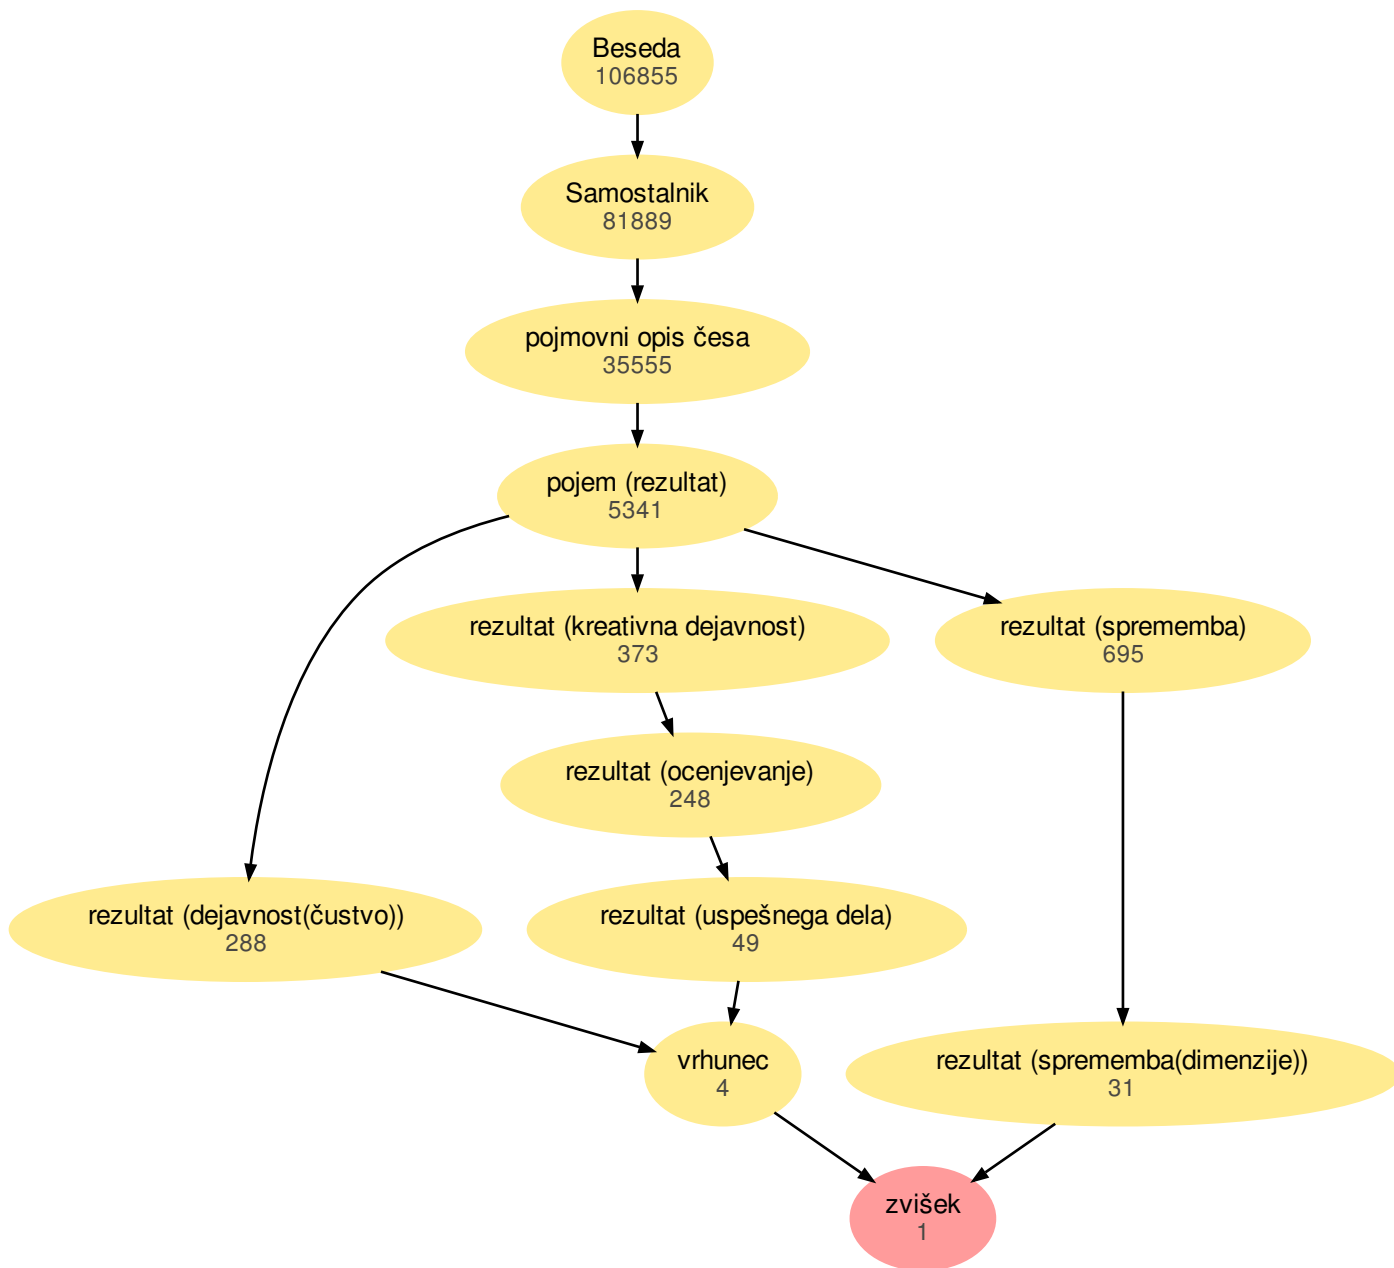 Beseda
106855
Samostalnik
81889
pojmovni opis česa
35555
pojem (rezultat)
5341
rezultat (kreativna dejavnost)
373
rezultat (sprememba)
695
rezultat (ocenjevanje)
248
rezultat (dejavnost(čustvo))
288
rezultat (uspešnega dela)
49
vrhunec
4
rezultat (sprememba(dimenzije))
31
zvišek
1